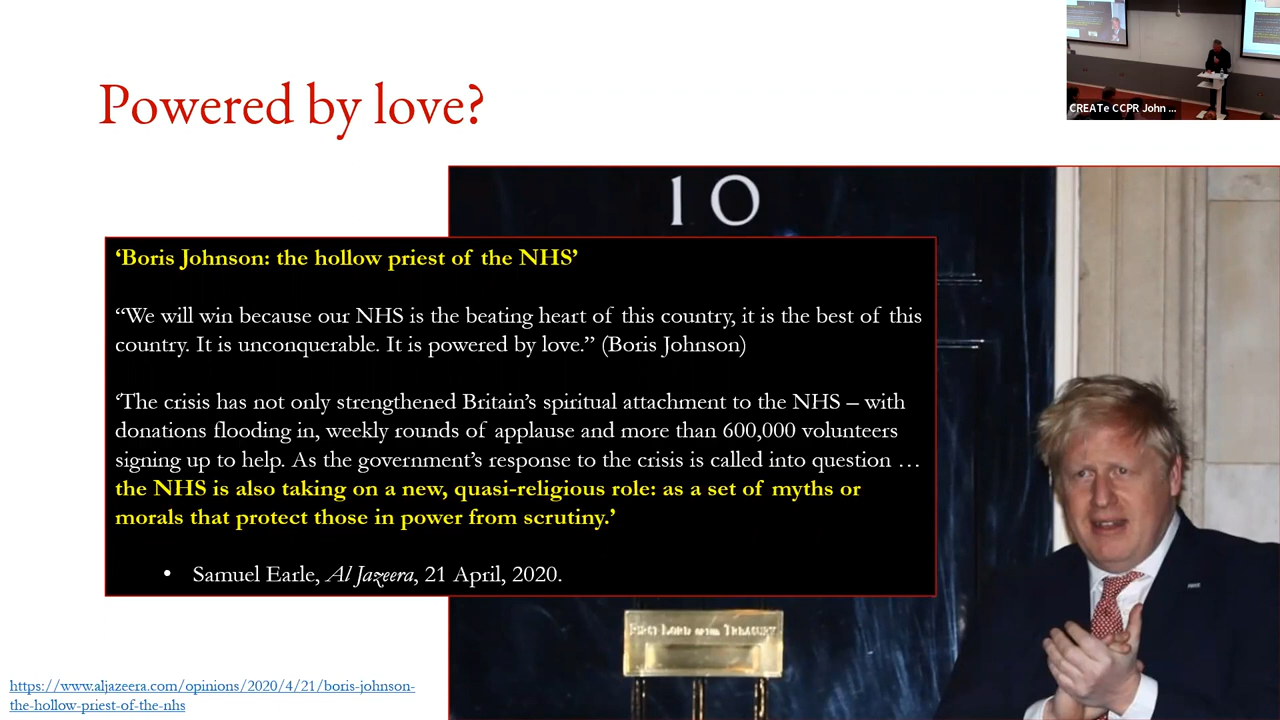 Powered by love?
CREATe CCPR John ...
10
‘Boris Johnson: the hollow priest of the NHS’
“We will win because our NHS is the beating heart of this country, it is the best of this
country. It is unconquerable. It is powered by love.” (Boris Johnson)
‘The crisis has not only strengthened Britain’s spiritual attachment to the NHS – with
donations flooding in, weekly rounds of applause and more than 600,000 volunteers
signing up to help. As the government’s response to the crisis is called into question …
the NHS is also taking on a new, quasi-religious role: as a set of myths or
morals that protect those in power from scrutiny.’
• Samuel Earle, Al Jazeera, 21 April, 2020.
FIRST LORD OF THE TREASURY
https://www.aljazeera.com/opinions/2020/4/21/boris-johnson-
the-hollow-priest-of-the-nhs